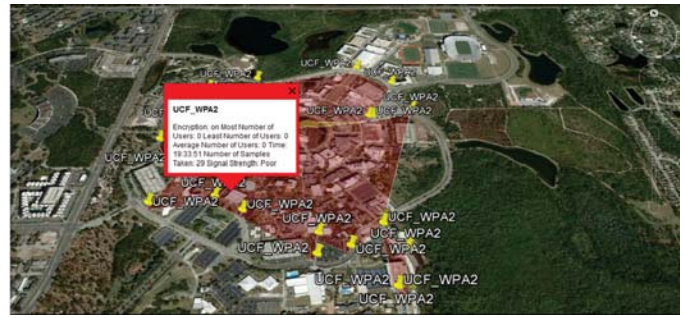 UCF_WPA2
UCF_WPA2
UCF_WPA2
×
UCF_WPA2
UCF_WPA2
UCF_WPA2
Encryption: on Most Number of
Users: 0 Least Number of Users: 0
Average Number of Users: 0 Time:
19:33:51 Number of Samples
Taken: 29 Signal Strength: Poor
UCF_WPA2
UCF_WPA2
UCF_WPA2
UCF_WPA2
UCF_WPA2
UCF_WPA2
UCF_WPA2
UCF_WPA2
UCF_WPA2
UCF_WPA2
UCF_WPA2
UCF_WPA2